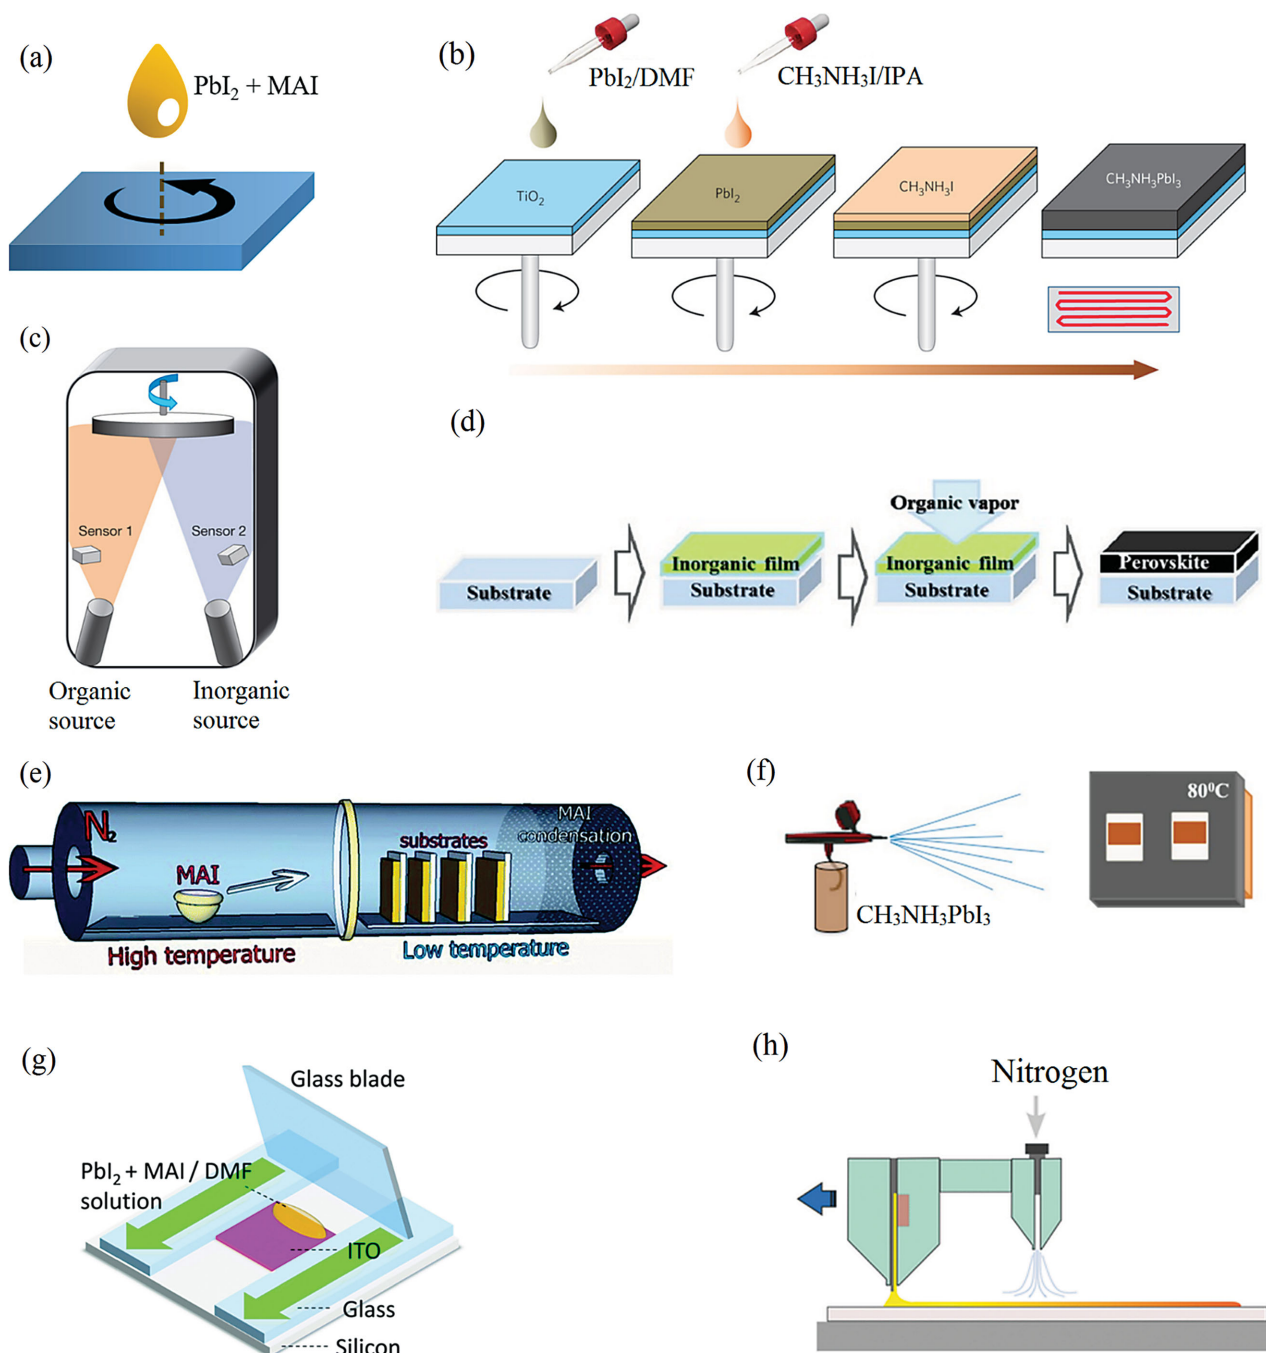 (a)
PbI₂ + MAI
(b)
PbI₂/DMF
CH₃NH₃I/IPA
TiO₂
PbI₂
CH₃NH₃I
CH₃NH₃PbI₃
(c)
Sensor 1
Sensor 2
Organic
source
Inorganic
source
(d)
Organic vapor
Substrate
Inorganic film
Substrate
Inorganic film
Substrate
Perovskite
Substrate
(e)
N₂
MAI
substrates
MAI
condensation
High temperature
Low temperature
(f)
80⁰C
CH₃NH₃PbI₃
(g)
Glass blade
PbI₂ + MAI / DMF
solution
ITO
Glass
Silicon
(h)
Nitrogen